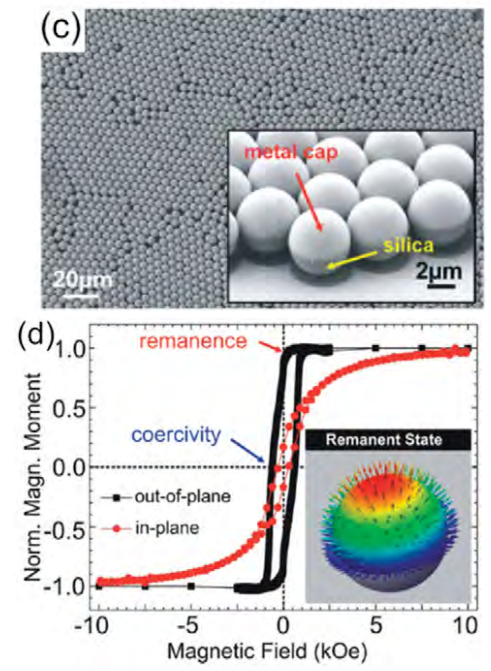 (c)
metal cap
silica
20µm
2µm
(d)
remanence
coercivity
Remanent State
out-of-plane
in-plane
Norm. Magn. Moment
1.0
0.5
0.0
-0.5
-1.0
-10 -5 0 5 10
Magnetic Field (kOe)